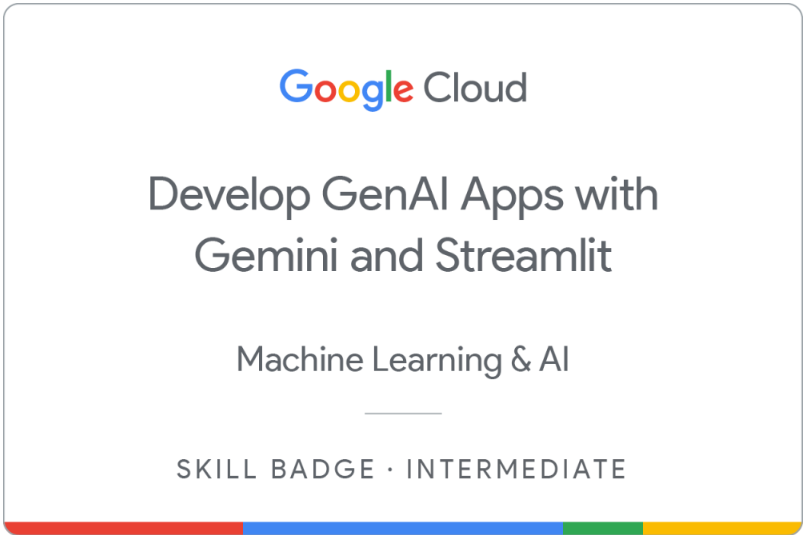 Google Cloud
Develop GenAI Apps with
Gemini and Streamlit
Machine Learning & AI
SKILL BADGE · INTERMEDIATE